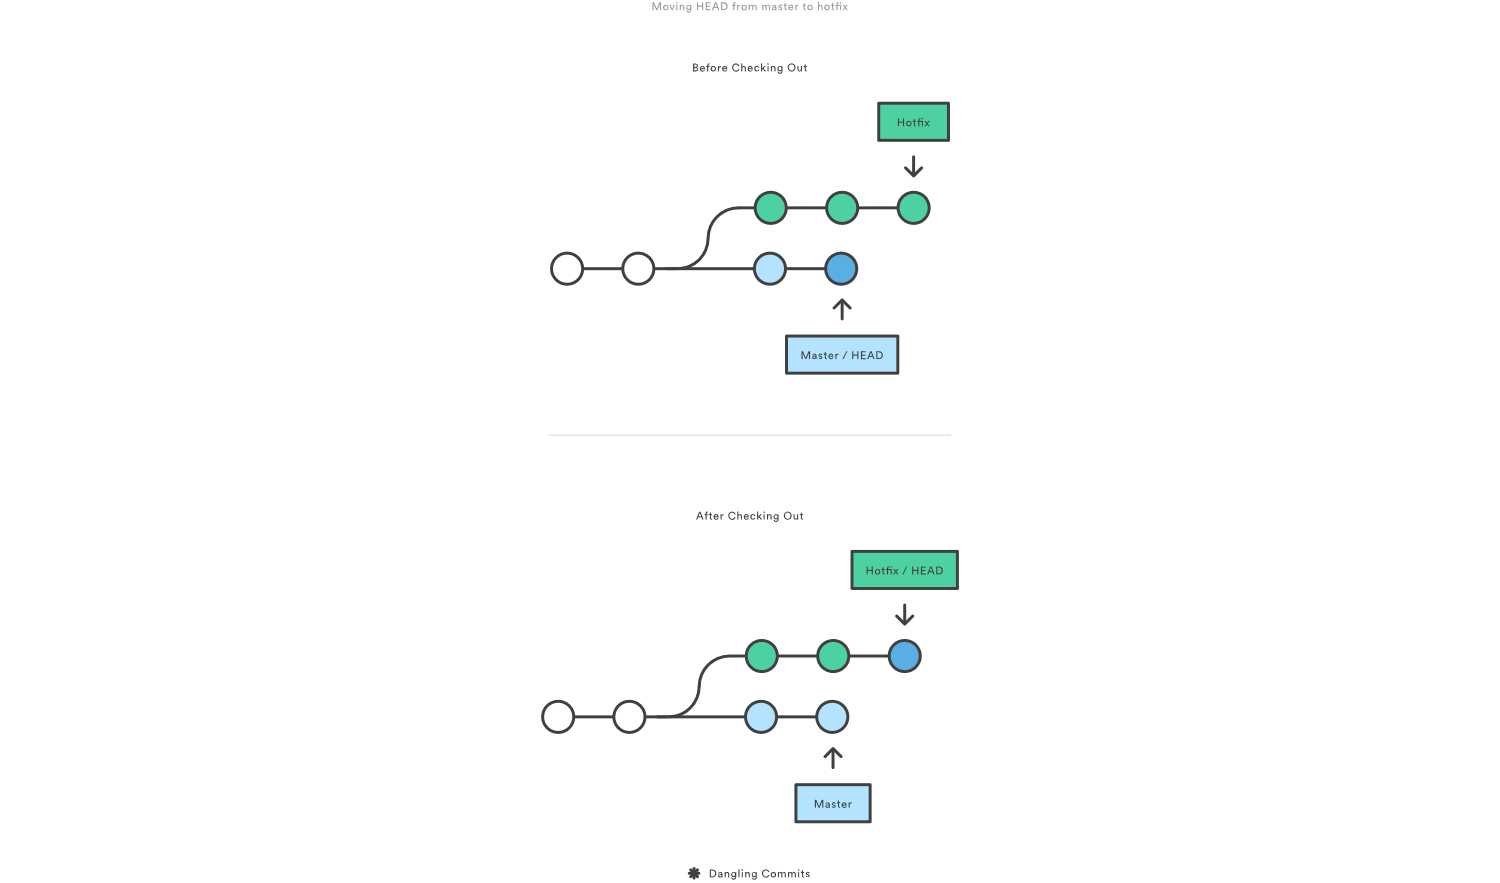 Moving HEAD from master to hotfix
Before Checking Out
Hotfix
Master / HEAD
After Checking Out
Hotfix / HEAD
Master
Dangling Commits